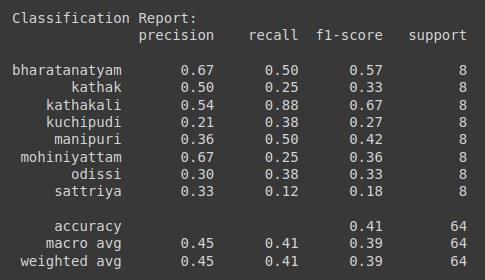 Classification Report:
precision recall f1-score support
bharatanatyam 0.67 0.50 0.57 8
kathak 0.50 0.25 0.33 8
kathakali 0.54 0.88 0.67 8
kuchipudi 0.21 0.38 0.27 8
manipuri 0.36 0.50 0.42 8
mohiniyattam 0.67 0.25 0.36 8
odissi 0.30 0.38 0.33 8
sattriya 0.33 0.12 0.18 8
accuracy 0.41 64
macro avg 0.45 0.41 0.39 64
weighted avg 0.45 0.41 0.39 64